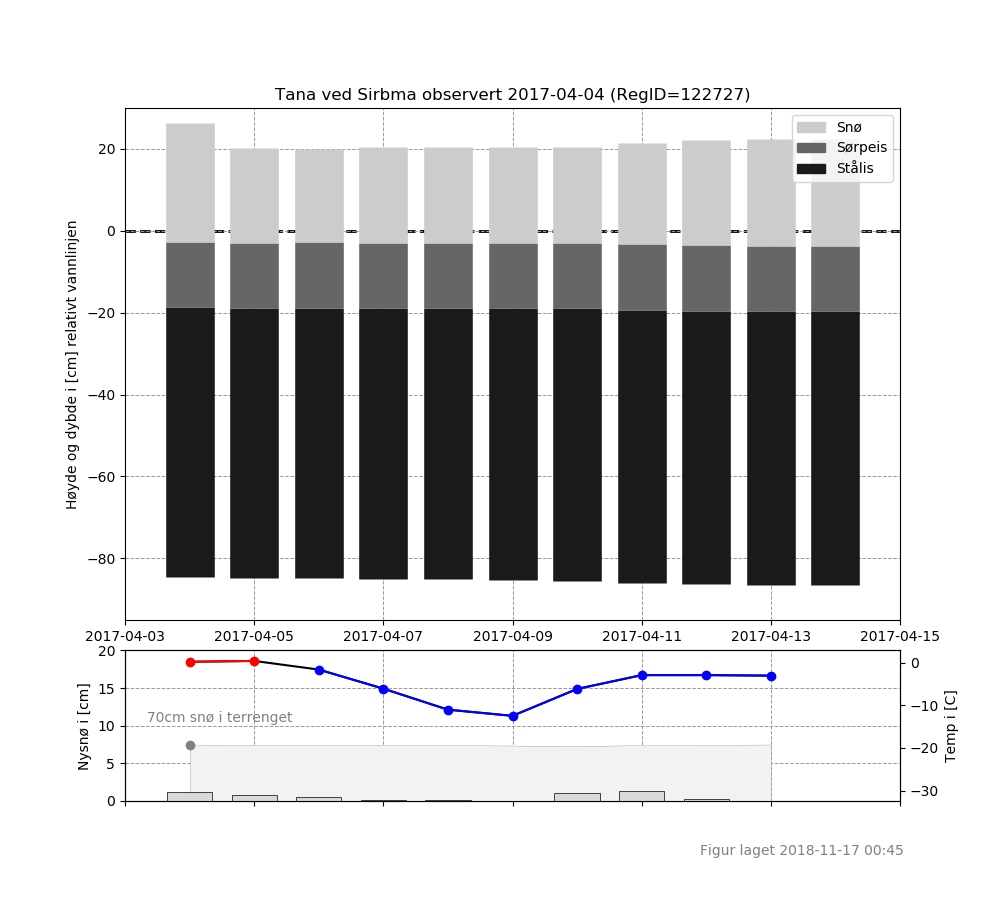 Tana ved Sirbma observert 2017-04-04 (RegID=122727)
Snø
Sørpeis
Stålis
20
0
−20
−40
−60
−80
Høyde og dybde i [cm] relativt vannlinjen
2017-04-03 2017-04-05 2017-04-07 2017-04-09 2017-04-11 2017-04-13 2017-04-15
20
15
10
5
0
Nysnø i [cm]
70cm snø i terrenget
0
−10
−20
−30
Temp i [C]
Figur laget 2018-11-17 00:45